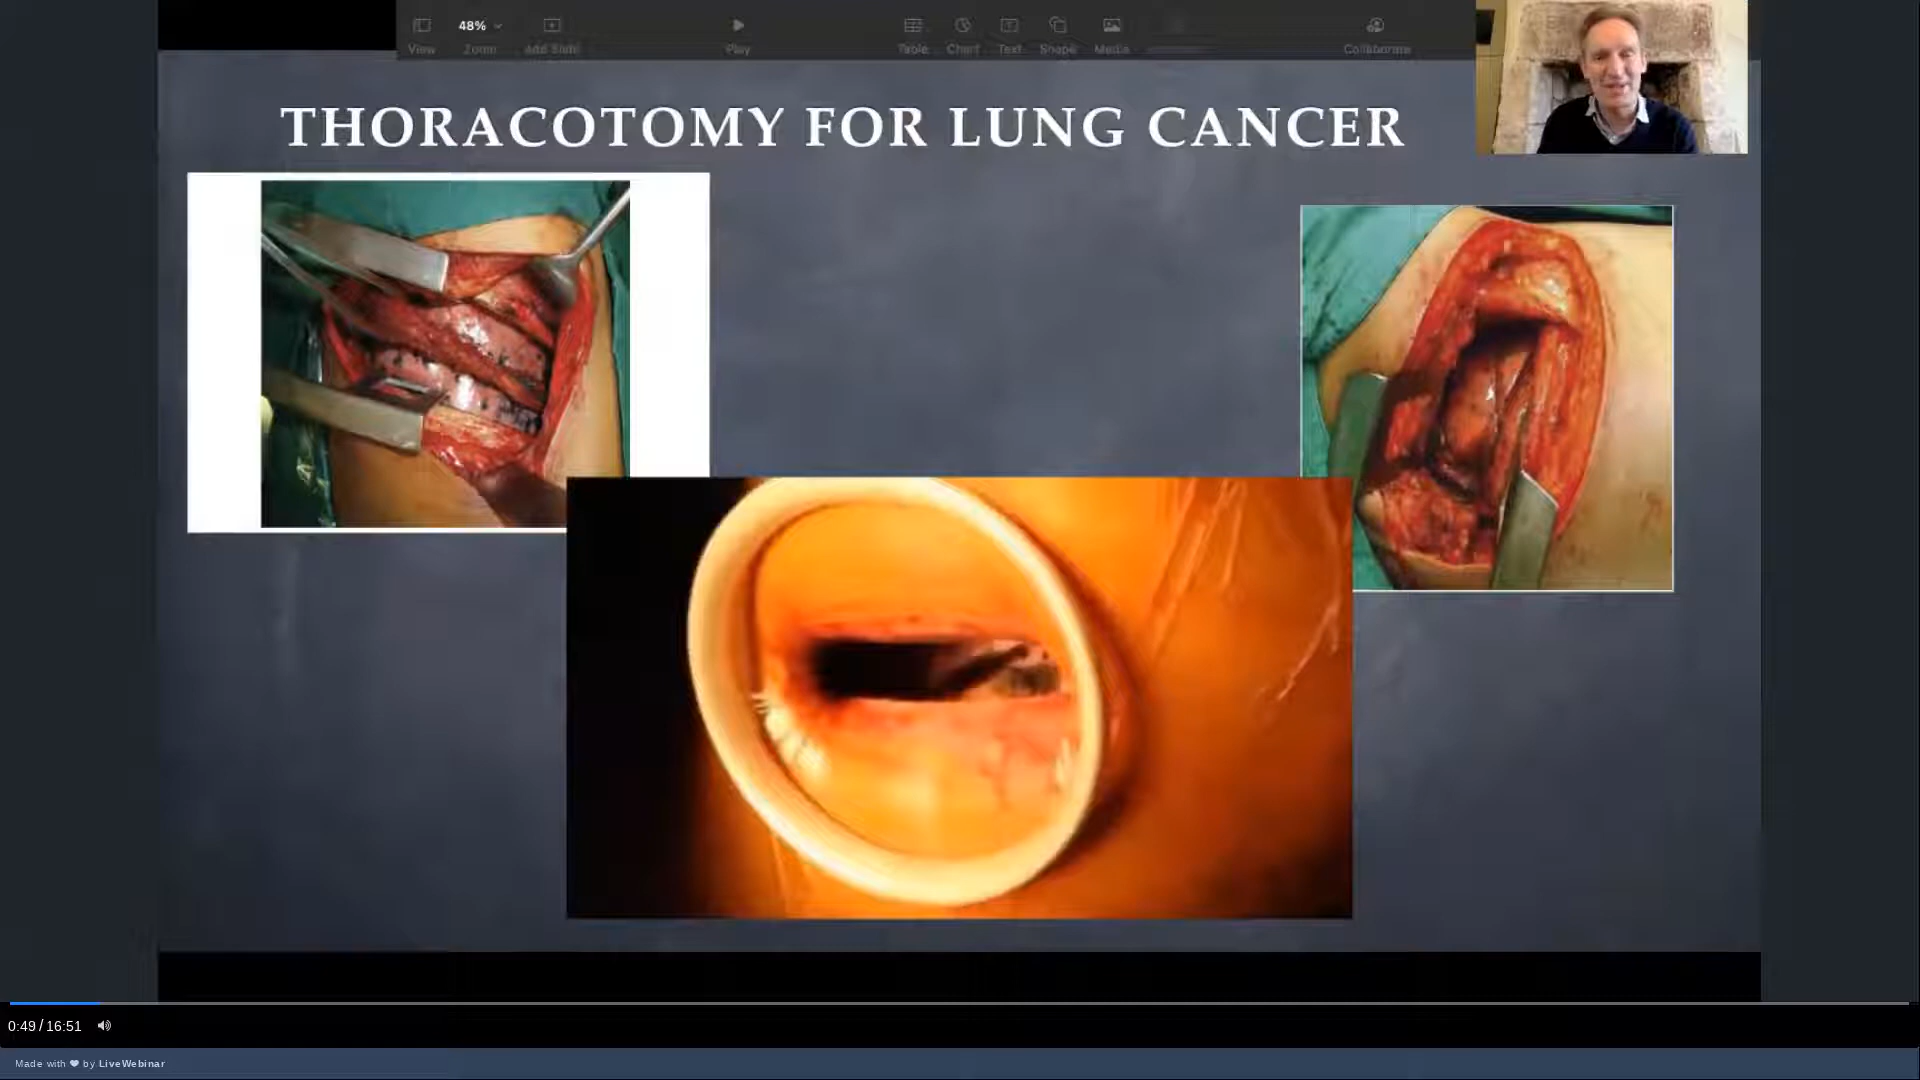 48%
View Zoom Add Slide Play Table Chart Text Shape Media Collaborate
THORACOTOMY FOR LUNG CANCER
0:49 / 16:51
Made with ❤ by LiveWebinar